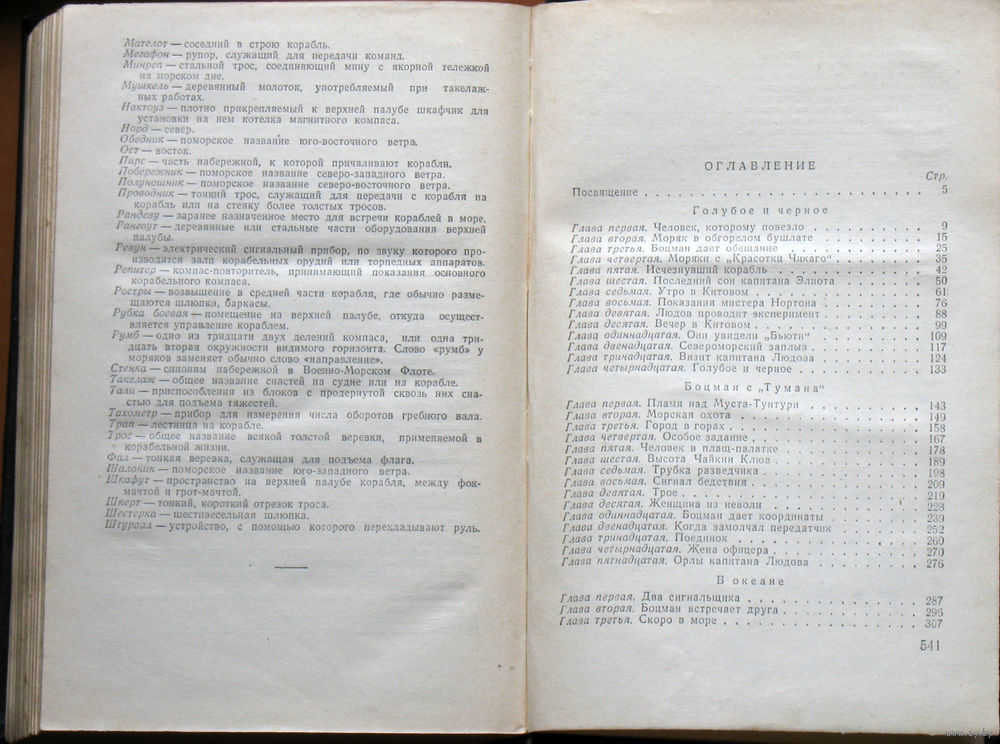 Мателот — соседний в строю корабль.
Мегафон — рупор, служащий для передачи команд.
Минреп — стальной трос, соединяющий мину с якорной тележкой
на морском дне.
Мушкель — деревянный молоток, употребляемый при такелаж-
ных работах.
Нактоуз — плотно прикрепляемый к верхней палубе шкафчик для
установки на нем котелка магнитного компаса.
Норд — север.
Обедник — поморское название юго-восточного ветра.
Ост — восток.
Пирс — часть набережной, к которой причаливают корабли.
Побережник — поморское название северо-западного ветра.
Полуношник — поморское название северо-восточного ветра.
Проводник — тонкий трос, служащий для передачи с корабля на
корабль или на стенку более толстых тросов.
Рандеву — заранее назначенное место для встречи кораблей в море.
Рангоут — деревянные или стальные части оборудования верхней
палубы.
Ревун — электрический сигнальный прибор, по звуку которого про-
изводится залп корабельных орудий или торпедных аппаратов.
Репитер — компас-повторитель, принимающий показания основного
корабельного компаса.
Ростры — возвышение в средней части корабля, где обычно разме-
щаются шлюпки, баркасы.
Рубка боевая — помещение на верхней палубе, откуда осущест-
вляется управление кораблем.
Румб — одно из тридцати двух делений компаса, или одна три-
дцать вторая окружности видимого горизонта. Слово «румб» у
моряков заменяет обычно слово «направление».
Стенка — синоним набережной в Военно-Морском Флоте.
Такелаж — общее название снастей на судне или на корабле.
Тали — приспособления из блоков с продернутой сквозь них сна-
стью для подъема тяжестей.
Тахометр — прибор для измерения числа оборотов гребного вала.
Трап — лестница на корабле.
Трос — общее название всякой толстой веревки, применяемой в
корабельной жизни.
Фал — тонкая веревка, служащая для подъема флага.
Шалоник — поморское название юго-западного ветра.
Шкафут — пространство на верхней палубе корабля, между фок-
мачтой и грот-мачтой.
Шкерт — тонкий, короткий отрезок троса.
Шестерка — шестивесельная шлюпка.
Штурвал — устройство, с помощью которого перекладывают руль.
ОГЛАВЛЕНИЕ
Стр.
Посвящение . . . 5
Голубое и черное
Глава первая. Человек, которому повезло . . . 9
Глава вторая. Моряк в обгорелом бушлате . . . 15
Глава третья. Боцман дает обещание . . . 25
Глава четвертая. Моряки с „Красотки Чикаго“ . . . 35
Глава пятая. Исчезнувший корабль . . . 42
Глава шестая. Последний сон капитана Элиота . . . 50
Глава седьмая. Утро в Китовом . . . 61
Глава восьмая. Показания мистера Нортона . . . 76
Глава девятая. Людов проводит эксперимент . . . 88
Глава десятая. Вечер в Китовом . . . 99
Глава одиннадцатая. Они увидели „Бьюти“ . . . 109
Глава двенадцатая. Североморский заплыв . . . 117
Глава тринадцатая. Визит капитана Людова . . . 124
Глава четырнадцатая. Голубое и черное . . . 133
Боцман с „Тумана“
Глава первая. Пламя над Муста-Тунтури . . . 143
Глава вторая. Морская охота . . . 149
Глава третья. Город в горах . . . 158
Глава четвертая. Особое задание . . . 167
Глава пятая. Человек в плащ-палатке . . . 178
Глава шестая. Высота Чайкин Клюв . . . 189
Глава седьмая. Трубка разведчика . . . 198
Глава восьмая. Сигнал бедствия . . . 209
Глава девятая. Трое . . . 219
Глава десятая. Женщина из неволи . . . 228
Глава одиннадцатая. Боцман дает координаты . . . 239
Глава двенадцатая. Когда замолчал передатчик . . . 252
Глава тринадцатая. Поединок . . . 260
Глава четырнадцатая. Жена офицера . . . 270
Глава пятнадцатая. Орлы капитана Людова . . . 276
В океане
Глава первая. Два сигнальщика . . . 287
Глава вторая. Боцман встречает друга . . . 296
Глава третья. Скоро в море . . . 307
541